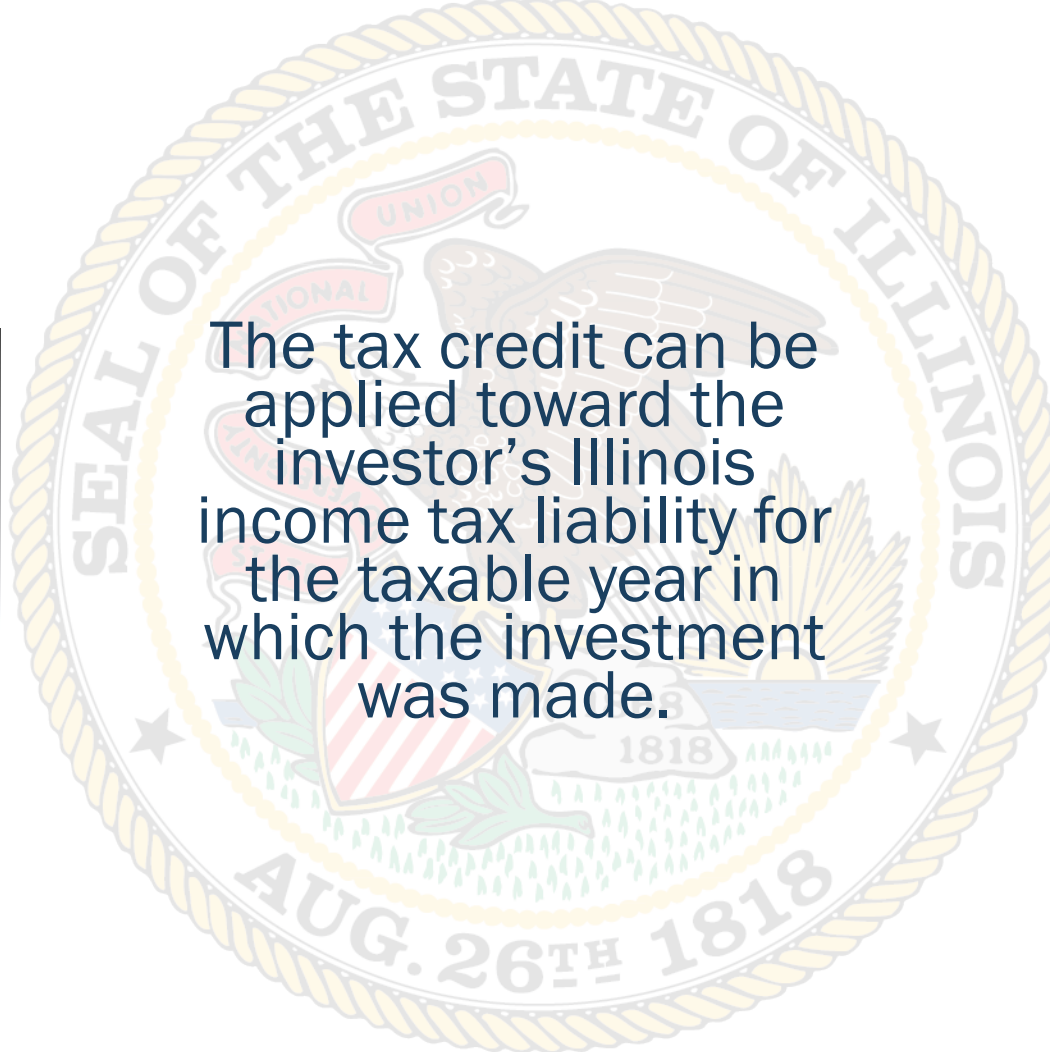 SEAL OF THE STATE OF ILLINOIS
UNION
The tax credit can be
applied toward the
investor’s Illinois
income tax liability for
the taxable year in
which the investment
was made.
1818
AUG. 26TH 1818